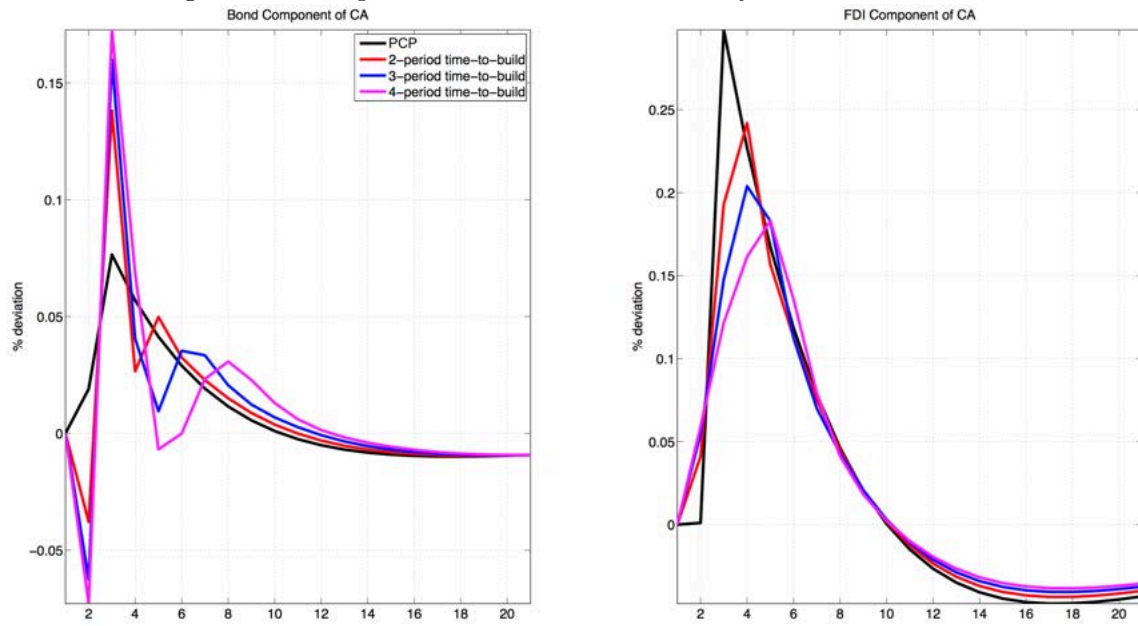 Bond Component of CA
FDI Component of CA
PCP
2-period time-to-build
3-period time-to-build
4-period time-to-build
% deviation
0.15
0.1
0.05
0
-0.05
2 4 6 8 10 12 14 16 18 20
% deviation
0.25
0.2
0.15
0.1
0.05
0
2 4 6 8 10 12 14 16 18 20